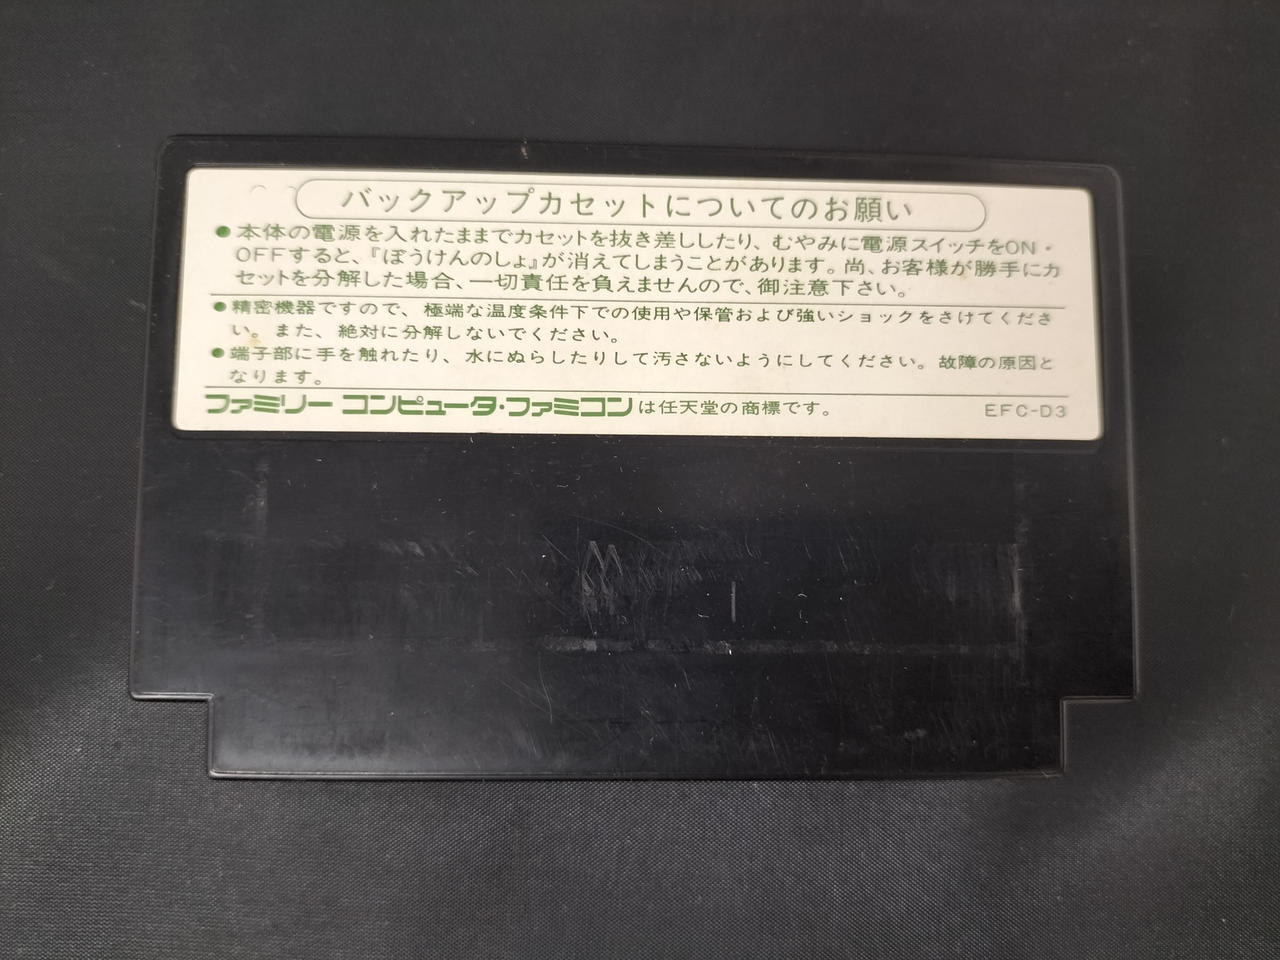 バックアップカセットについてのお願い
●本体の電源を入れたままでカセットを抜き差ししたり、むやみに電源スイッチをON・
OFFすると、『ぼうけんのしょ』が消えてしまうことがあります。尚、お客様が勝手にカ
セットを分解した場合、一切責任を負えませんので、御注意下さい。
●精密機器ですので、極端な温度条件下での使用や保管および強いショックをさけてくださ
い。また、絶対に分解しないでください。
●端子部に手を触れたり、水にぬらしたりして汚さないようにしてください。故障の原因と
なります。
ファミリー コンピュータ・ファミコンは任天堂の商標です。 EFC-D3